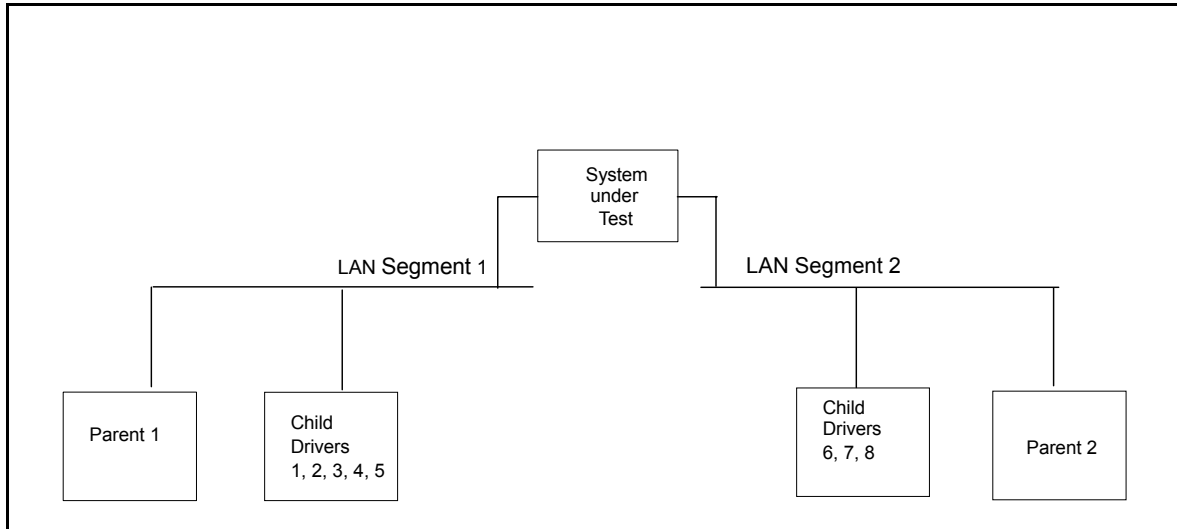 System
under
Test
LAN Segment 1
LAN Segment 2
Parent 1
Child
Drivers
1, 2, 3, 4, 5
Child
Drivers
6, 7, 8
Parent 2